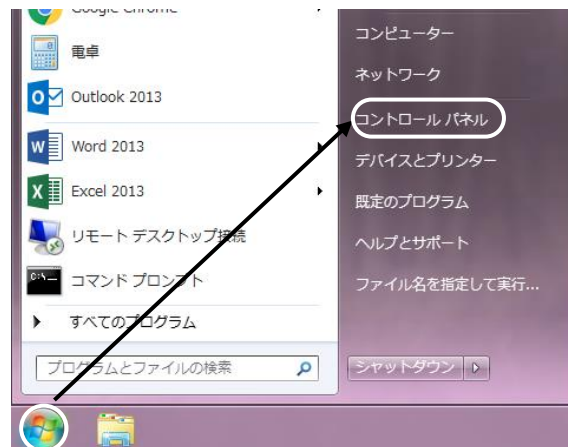 Google Chrome
電卓
Outlook 2013
Word 2013
Excel 2013
リモート デスクトップ接続
コマンド プロンプト
すべてのプログラム
プログラムとファイルの検索
コンピューター
ネットワーク
コントロール パネル
デバイスとプリンター
既定のプログラム
ヘルプとサポート
ファイル名を指定して実行...
シャットダウン